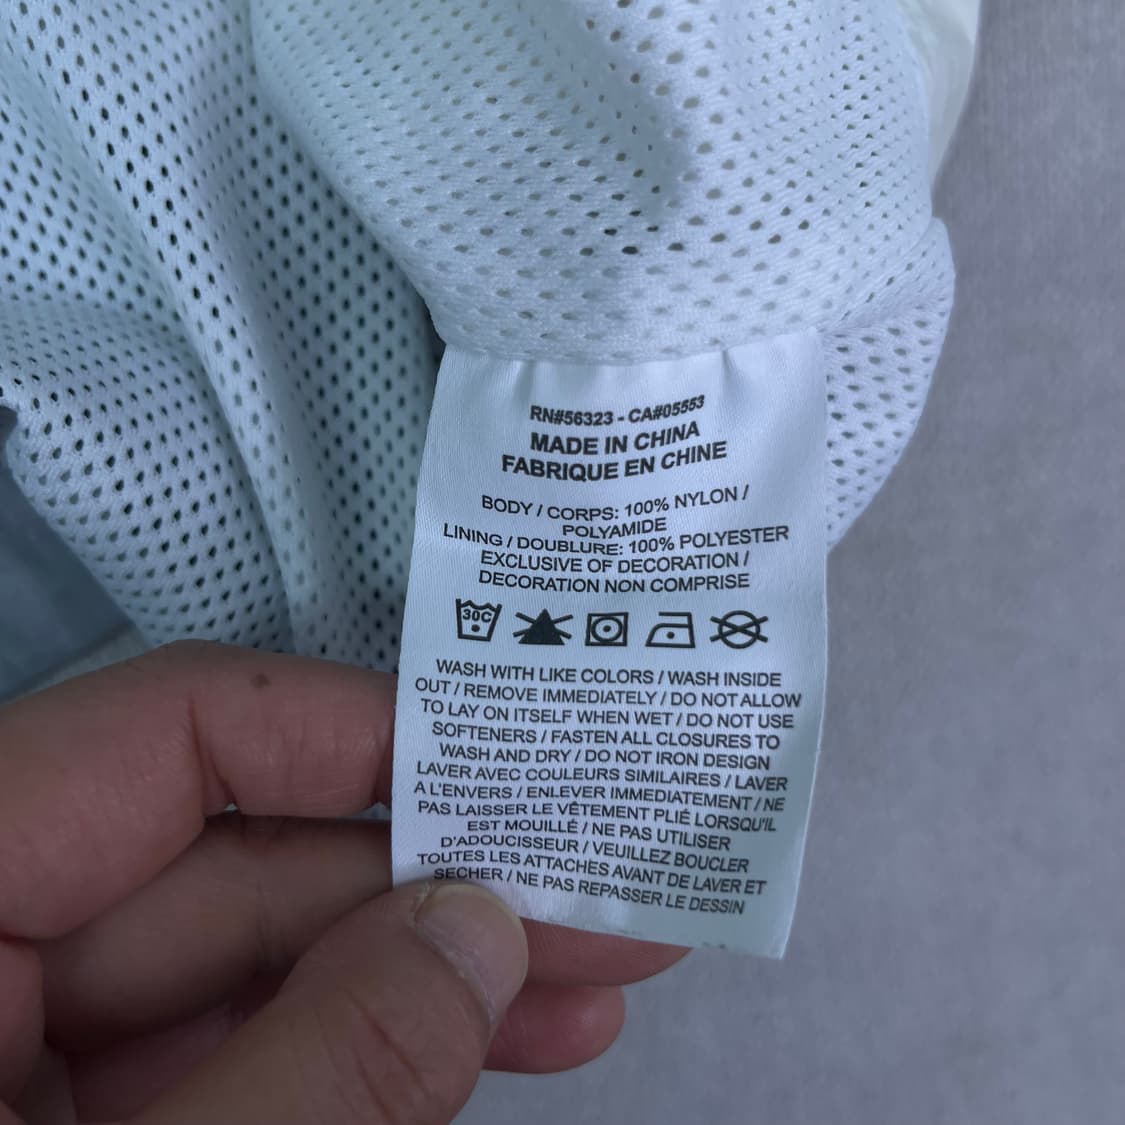 RN#56323 - CA#05553
MADE IN CHINA
FABRIQUE EN CHINE
BODY / CORPS: 100% NYLON /
POLYAMIDE
LINING / DOUBLURE: 100% POLYESTER
EXCLUSIVE OF DECORATION /
DECORATION NON COMPRISE
30C
WASH WITH LIKE COLORS / WASH INSIDE
OUT / REMOVE IMMEDIATELY / DO NOT ALLOW
TO LAY ON ITSELF WHEN WET / DO NOT USE
SOFTENERS / FASTEN ALL CLOSURES TO
WASH AND DRY / DO NOT IRON DESIGN
LAVER AVEC COULEURS SIMILAIRES / LAVER
A L'ENVERS / ENLEVER IMMEDIATEMENT / NE
PAS LAISSER LE VÊTEMENT PLIÉ LORSQU'IL
EST MOUILLÉ / NE PAS UTILISER
D'ADOUCISSEUR / VEUILLEZ BOUCLER
TOUTES LES ATTACHES AVANT DE LAVER ET
SECHER / NE PAS REPASSER LE DESSIN